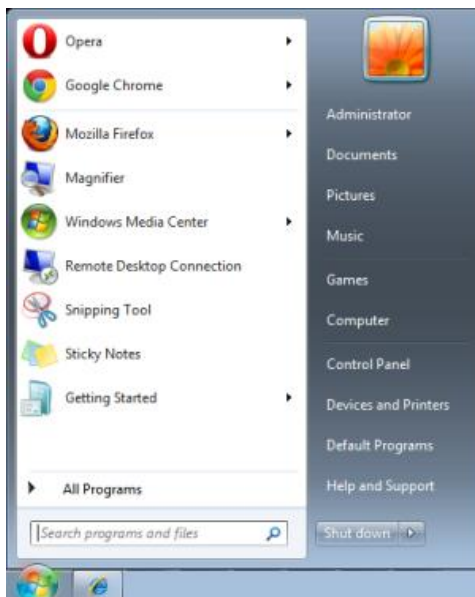 Opera
Google Chrome
Mozilla Firefox
Magnifier
Windows Media Center
Remote Desktop Connection
Snipping Tool
Sticky Notes
Getting Started
All Programs
Search programs and files
Administrator
Documents
Pictures
Music
Games
Computer
Control Panel
Devices and Printers
Default Programs
Help and Support
Shut down